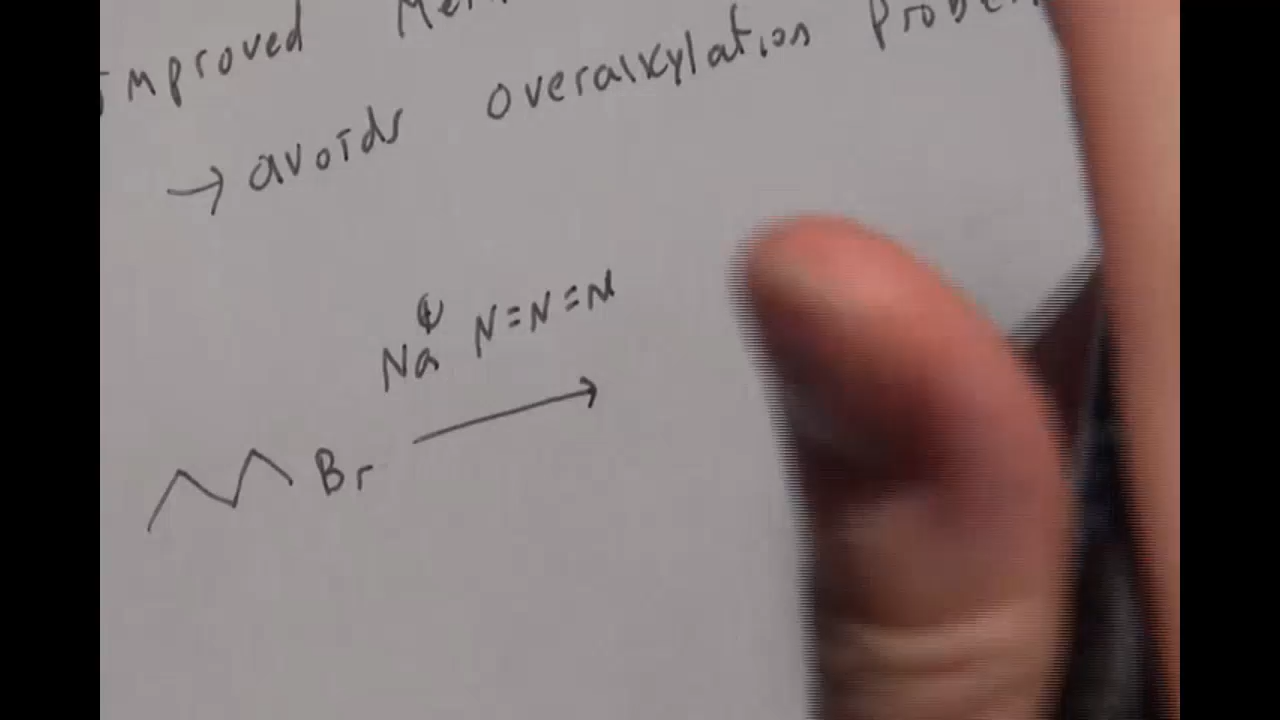 Improved
→ avoids overalkylation
Na⊕ N=N=N
Br